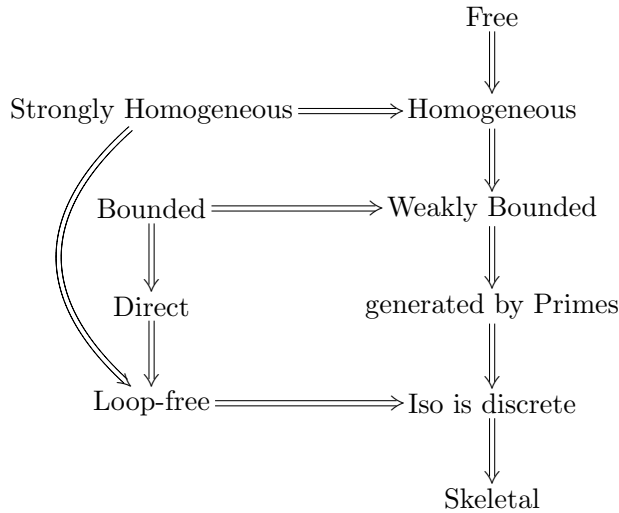 Free
Strongly Homogeneous
Homogeneous
Bounded
Weakly Bounded
Direct
generated by Primes
Loop-free
Iso is discrete
Skeletal